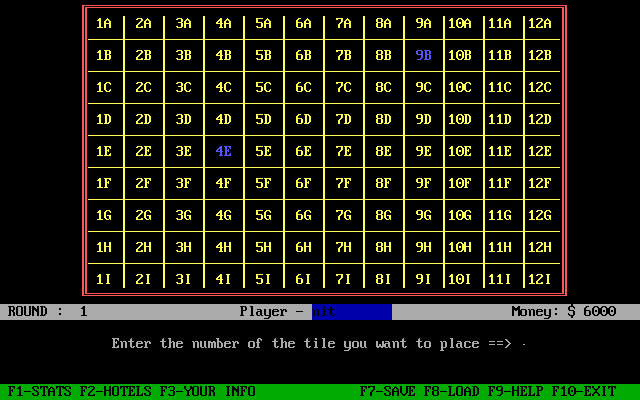 1A 2A 3A 4A 5A 6A 7A 8A 9A 10A 11A 12A
1B 2B 3B 4B 5B 6B 7B 8B 9B 10B 11B 12B
1C 2C 3C 4C 5C 6C 7C 8C 9C 10C 11C 12C
1D 2D 3D 4D 5D 6D 7D 8D 9D 10D 11D 12D
1E 2E 3E 4E 5E 6E 7E 8E 9E 10E 11E 12E
1F 2F 3F 4F 5F 6F 7F 8F 9F 10F 11F 12F
1G 2G 3G 4G 5G 6G 7G 8G 9G 10G 11G 12G
1H 2H 3H 4H 5H 6H 7H 8H 9H 10H 11H 12H
1I 2I 3I 4I 5I 6I 7I 8I 9I 10I 11I 12I
ROUND : 1 Player - Money: $ 6000
Enter the number of the tile you want to place ==>
F1-STATS F2-HOTELS F3-YOUR INFO F7-SAVE F8-LOAD F9-HELP F10-EXIT